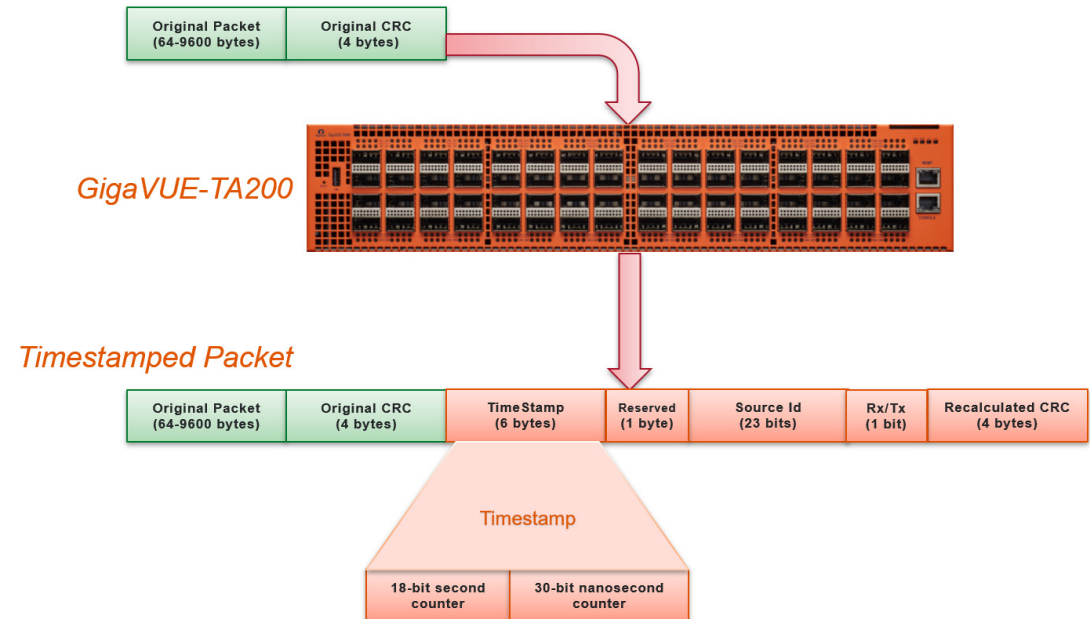 Original Packet
(64-9600 bytes)
Original CRC
(4 bytes)
GigaVUE-TA200
Timestamped Packet
Original Packet
(64-9600 bytes)
Original CRC
(4 bytes)
TimeStamp
(6 bytes)
Reserved
(1 byte)
Source Id
(23 bits)
Rx/Tx
(1 bit)
Recalculated CRC
(4 bytes)
Timestamp
18-bit second
counter
30-bit nanosecond
counter